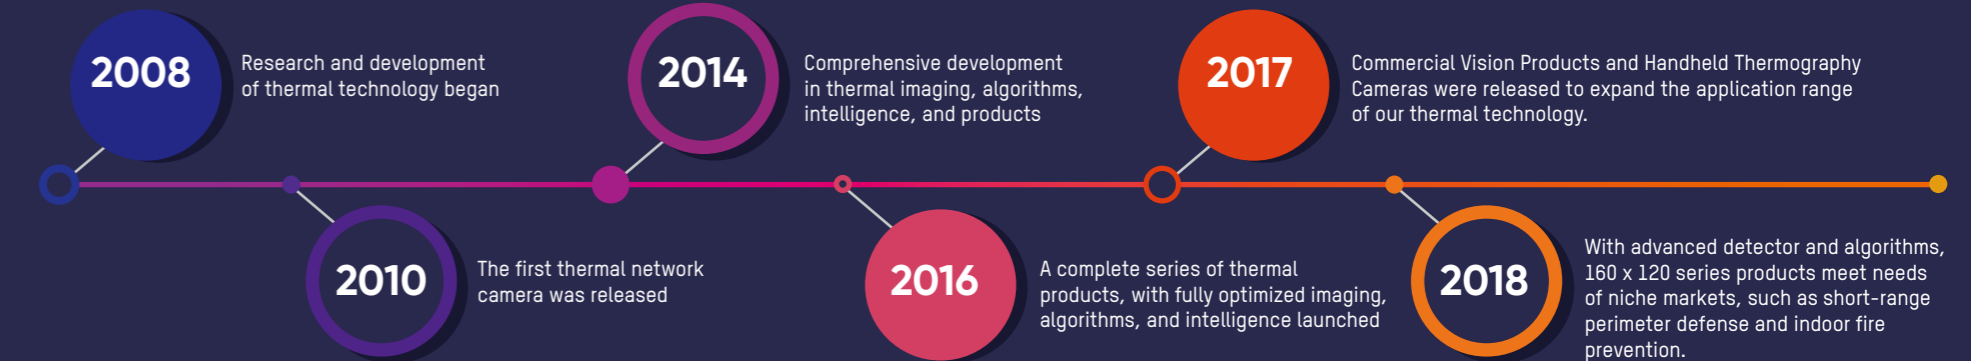 2008
Research and development
of thermal technology began
2010
The first thermal network
camera was released
2014
Comprehensive development
in thermal imaging, algorithms,
intelligence, and products
2016
A complete series of thermal
products, with fully optimized imaging,
algorithms, and intelligence launched
2017
Commercial Vision Products and Handheld Thermography
Cameras were released to expand the application range
of our thermal technology.
2018
With advanced detector and algorithms,
160 x 120 series products meet needs
of niche markets, such as short-range
perimeter defense and indoor fire
prevention.